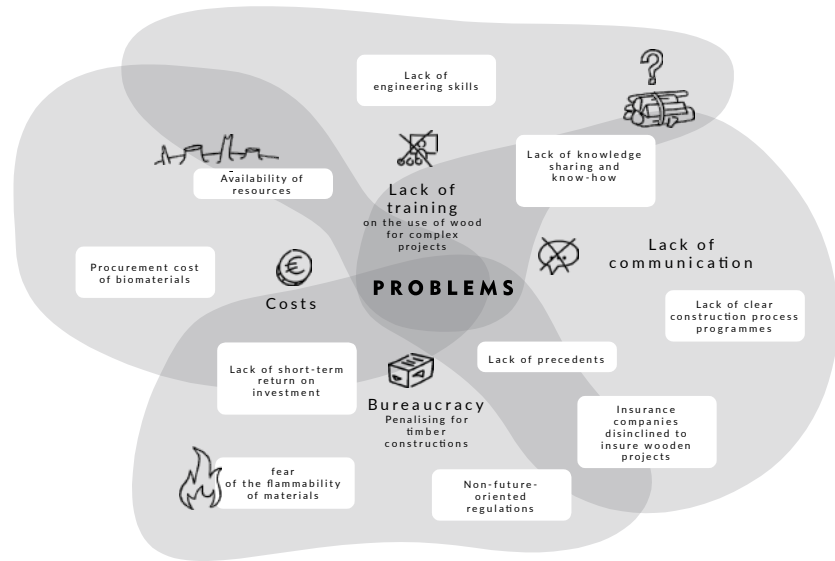 Lack of
engineering skills
Lack of knowledge
sharing and
know-how
Availability of
resources
Lack of
training
on the use of wood
for complex
projects
Lack of
communication
Procurement cost
of biomaterials
Costs
PROBLEMS
Lack of clear
construction process
programmes
Lack of short-term
return on
investment
Lack of precedents
Bureaucracy
Penalising for
timber
constructions
Insurance
companies
disinclined to
insure wooden
projects
fear
of the flammability
of materials
Non-future-
oriented
regulations